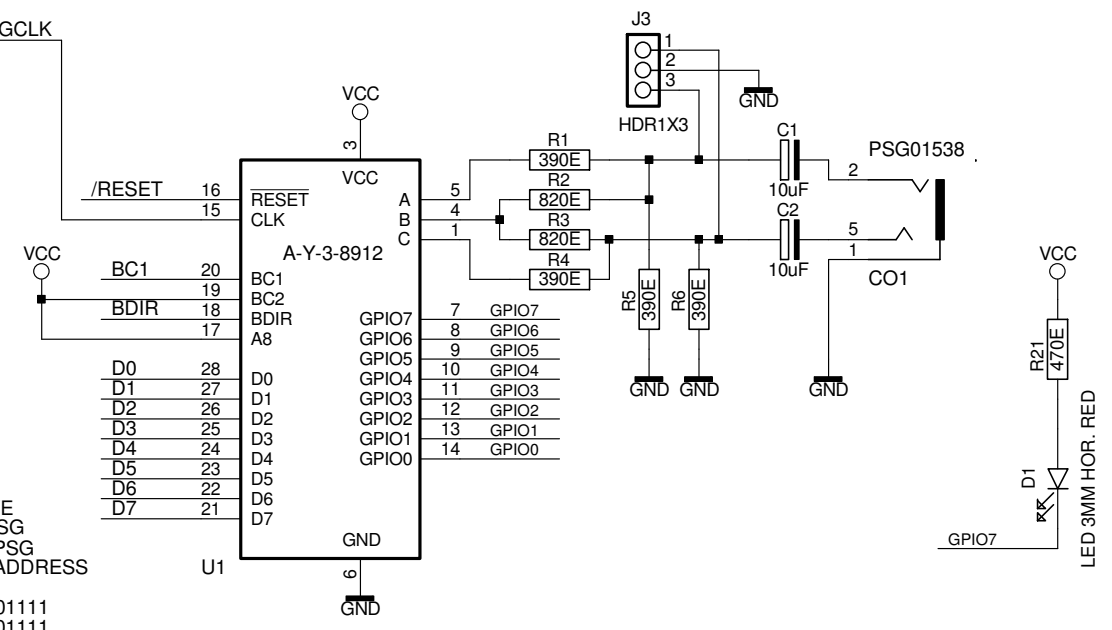 GCLK
J3
1
2
3
GND
HDR1X3
VCC
3
VCC
/RESET 16 RESET
15 CLK
A 5
B 4
C 1
A-Y-3-8912
R1
390E
R2
820E
R3
820E
R4
390E
C1
10uF
C2
10uF
PSG01538
2
5
1
CO1
R5 390E
R6 390E
GND
GND
GND
VCC
BC1 20 BC1
19 BC2
BDIR 18 BDIR
17 A8
GPIO7 7 GPIO7
GPIO6 8 GPIO6
GPIO5 9 GPIO5
GPIO4 10 GPIO4
GPIO3 11 GPIO3
GPIO2 12 GPIO2
GPIO1 13 GPIO1
GPIO0 14 GPIO0
D0 28 D0
D1 27 D1
D2 26 D2
D3 25 D3
D4 24 D4
D5 23 D5
D6 22 D6
D7 21 D7
GND
U1
6
GND
VCC
R21
470E
D1
LED 3MM HOR. RED
GPIO7
E
SG
PSG
ADDRESS
01111
01111